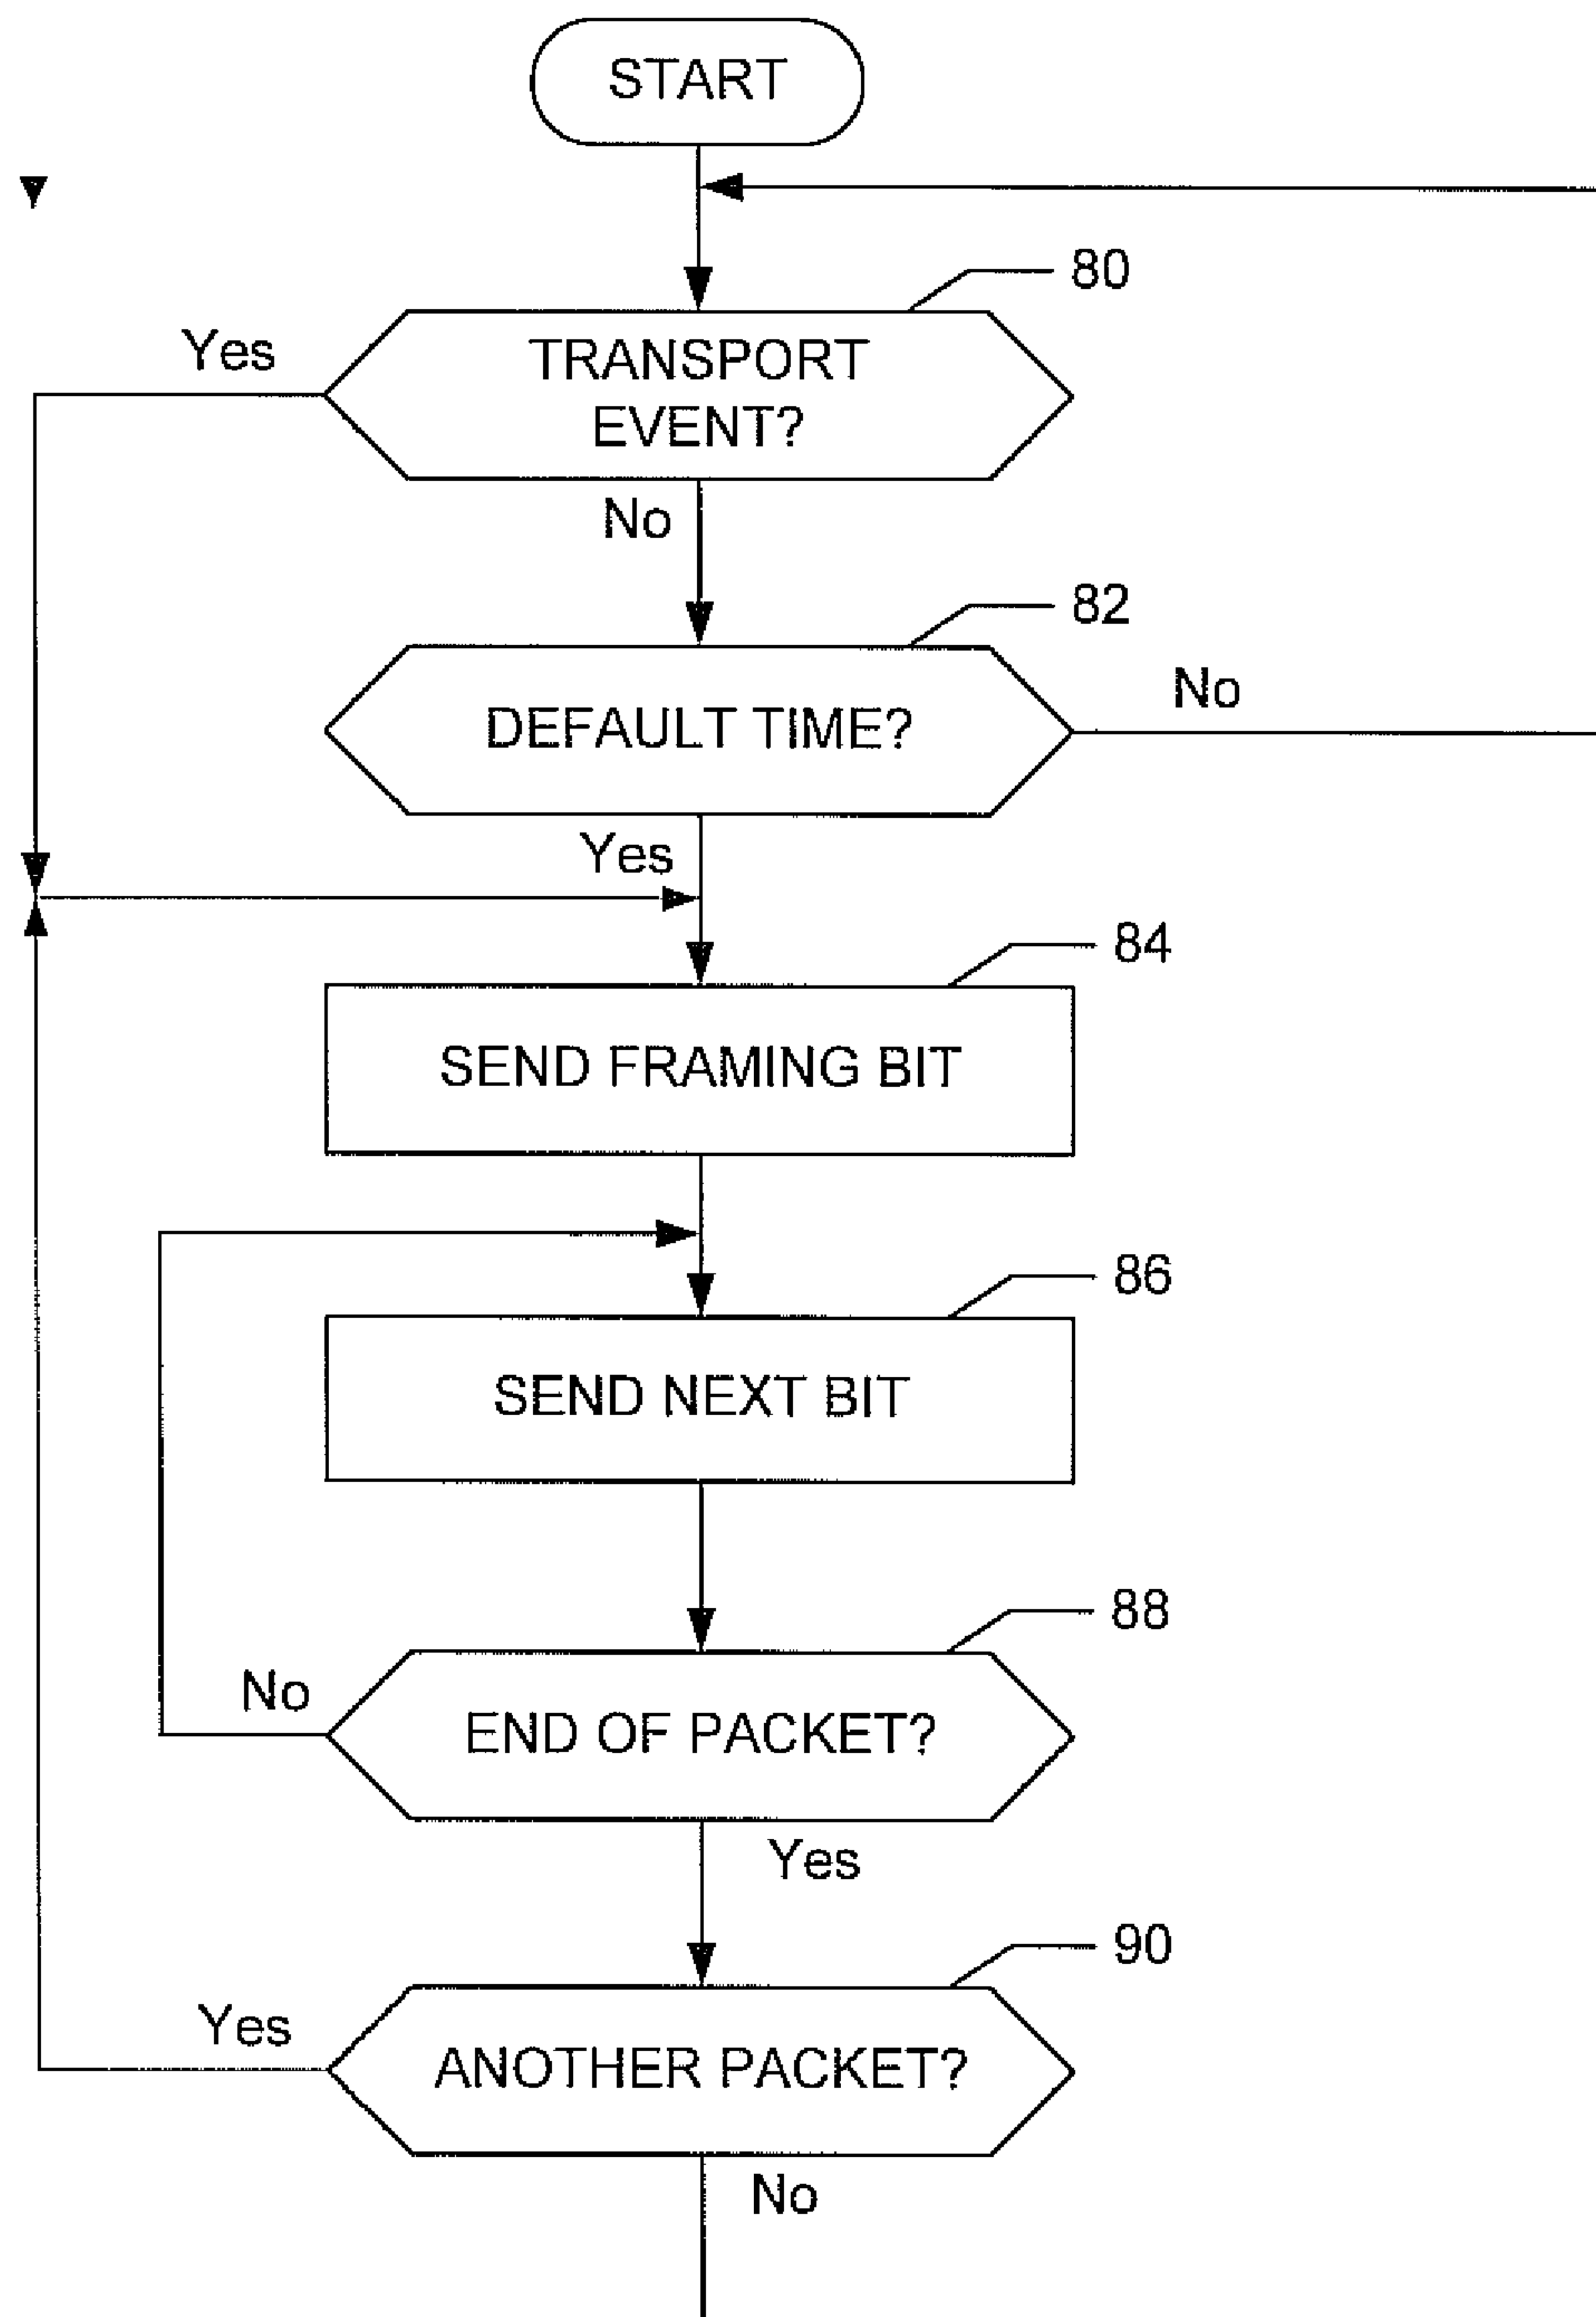 START
80
Yes
TRANSPORT
EVENT?
No
82
No
DEFAULT TIME?
Yes
84
SEND FRAMING BIT
86
SEND NEXT BIT
88
No
END OF PACKET?
Yes
90
Yes
ANOTHER PACKET?
No